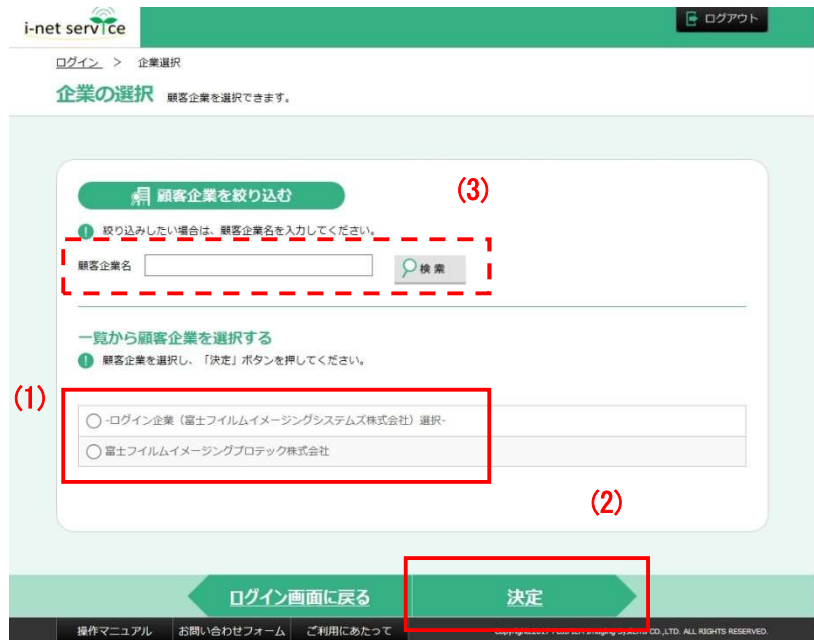 i-net service
ログアウト
ログイン > 企業選択
企業の選択 顧客企業を選択できます。
顧客企業を絞り込む
(3)
絞り込みしたい場合は、顧客企業名を入力してください。
顧客企業名 検索
一覧から顧客企業を選択する
顧客企業を選択し、「決定」ボタンを押してください。
(1)
-ログイン企業(富士フイルムイメージングシステムズ株式会社)選択-
富士フイルムイメージングプロテック株式会社
(2)
ログイン画面に戻る 決定
操作マニュアル お問い合わせフォーム ご利用にあたって CO.,LTD. ALL RIGHTS RESERVED.